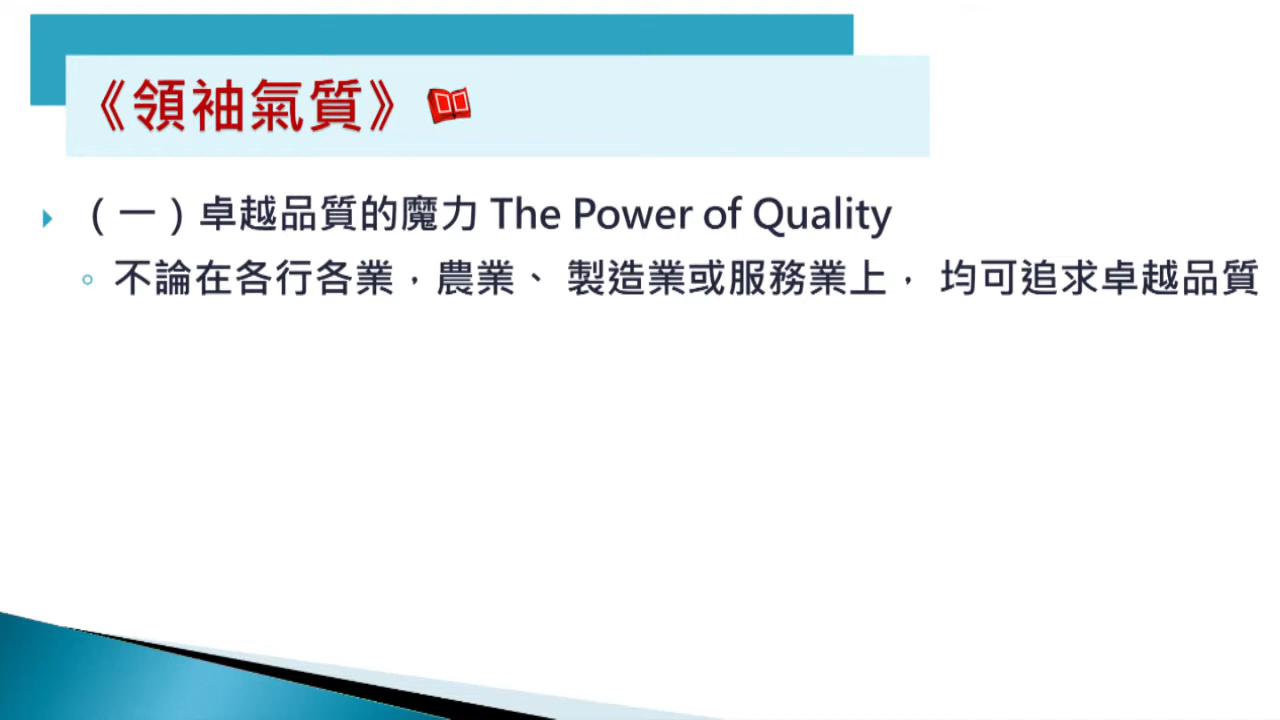 《領袖氣質》
（一）卓越品質的魔力 The Power of Quality
不論在各行各業，農業、 製造業或服務業上， 均可追求卓越品質